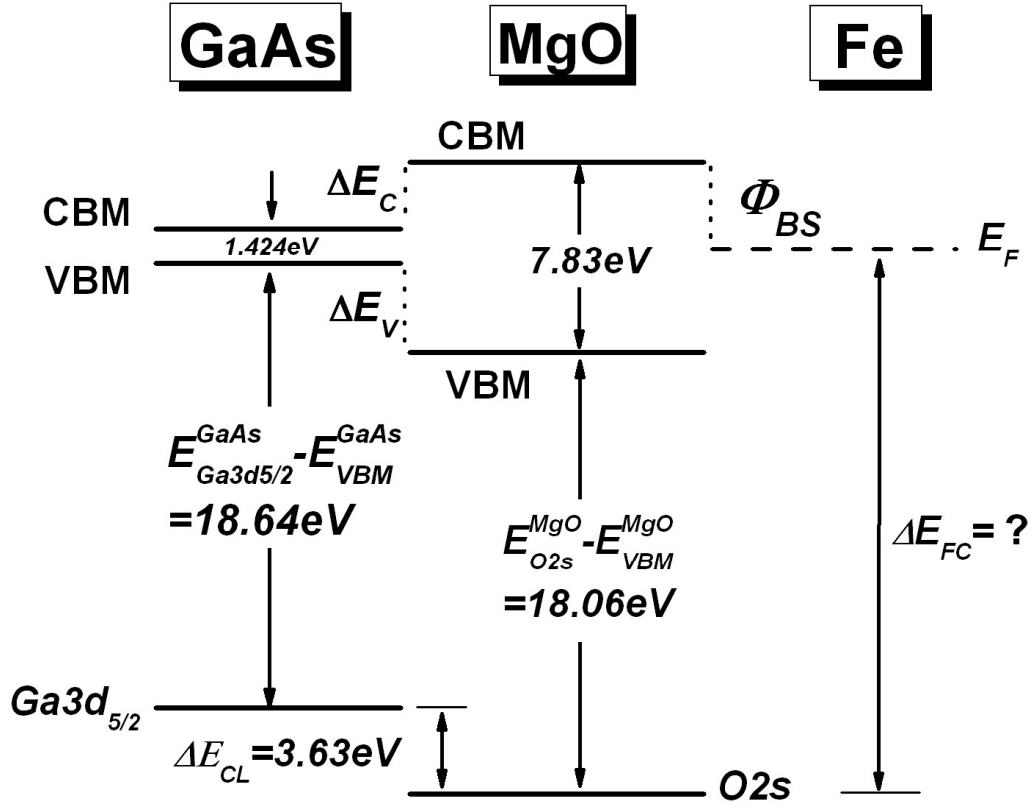 GaAs
MgO
Fe
CBM
ΔE_C
Φ_BS
CBM
1.424eV
7.83eV
E_F
VBM
ΔE_V
VBM
E^GaAs_Ga3d5/2-E^GaAs_VBM
=18.64eV
E^MgO_O2s-E^MgO_VBM
=18.06eV
ΔE_FC= ?
Ga3d_5/2
ΔE_CL=3.63eV
O2s